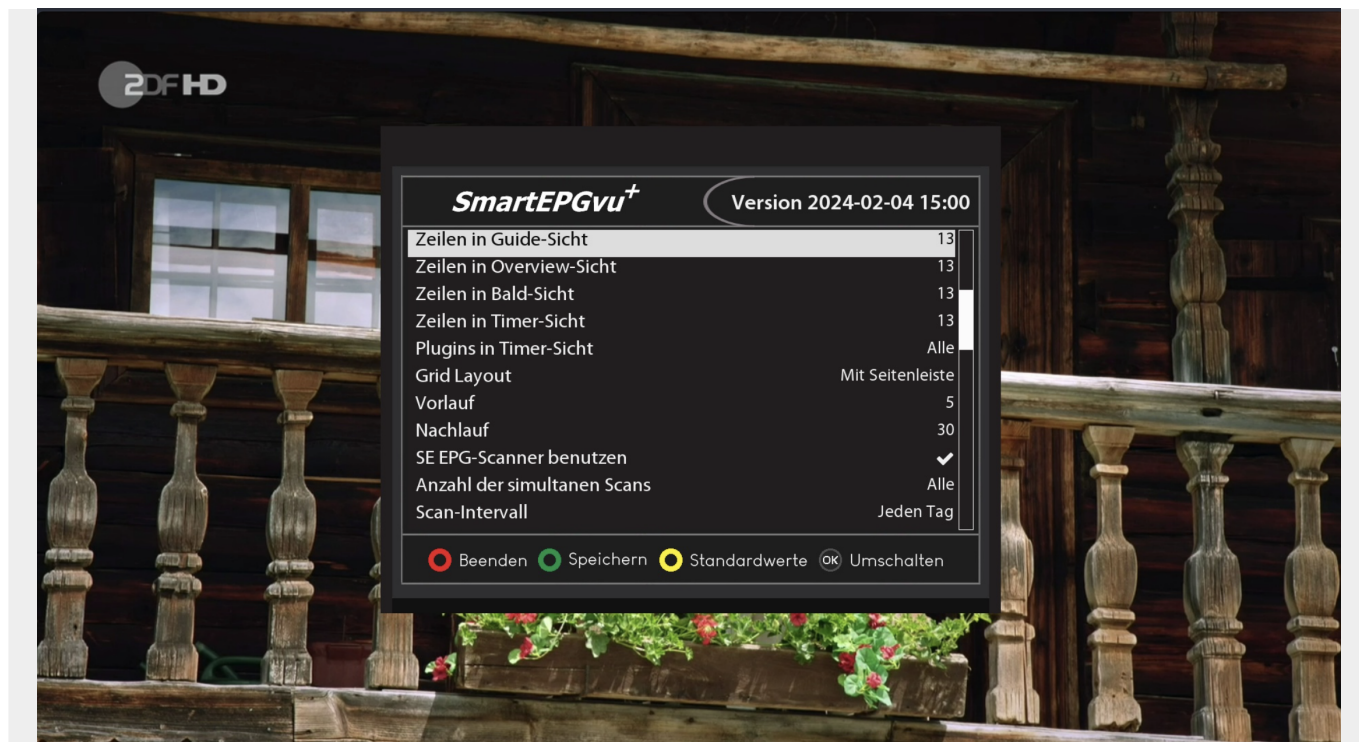 2DF HD
SmartEPGvu+ Version 2024-02-04 15:00
Zeilen in Guide-Sicht 13
Zeilen in Overview-Sicht 13
Zeilen in Bald-Sicht 13
Zeilen in Timer-Sicht 13
Plugins in Timer-Sicht Alle
Grid Layout Mit Seitenleiste
Vorlauf 5
Nachlauf 30
SE EPG-Scanner benutzen ✔
Anzahl der simultanen Scans Alle
Scan-Intervall Jeden Tag
Beenden Speichern Standardwerte OK Umschalten